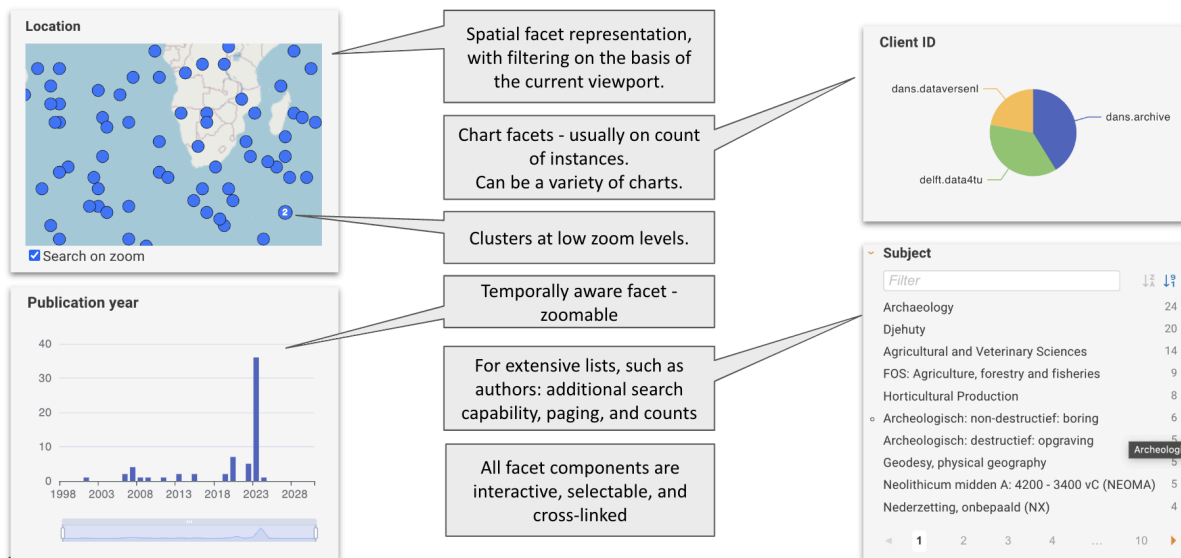 Location
2
Search on zoom
Publication year
40
30
20
10
0
1998 2003 2008 2013 2018 2023 2028
Spatial facet representation,
with filtering on the basis of
the current viewport.
Chart facets - usually on count
of instances.
Can be a variety of charts.
Clusters at low zoom levels.
Temporally aware facet -
zoomable
For extensive lists, such as
authors: additional search
capability, paging, and counts
All facet components are
interactive, selectable, and
cross-linked
Client ID
dans.dataversenl
dans.archive
delft.data4tu
Subject
Filter
Archaeology 24
Djehuty 20
Agricultural and Veterinary Sciences 14
FOS: Agriculture, forestry and fisheries 9
Horticultural Production 8
Archeologisch: non-destructief: boring 6
Archeologisch: destructief: opgraving 5
Archeolog
Geodesy, physical geography 5
Neolithicum midden A: 4200 - 3400 vC (NEOMA) 5
Nederzetting, onbepaald (NX) 4
1 2 3 4 ... 10